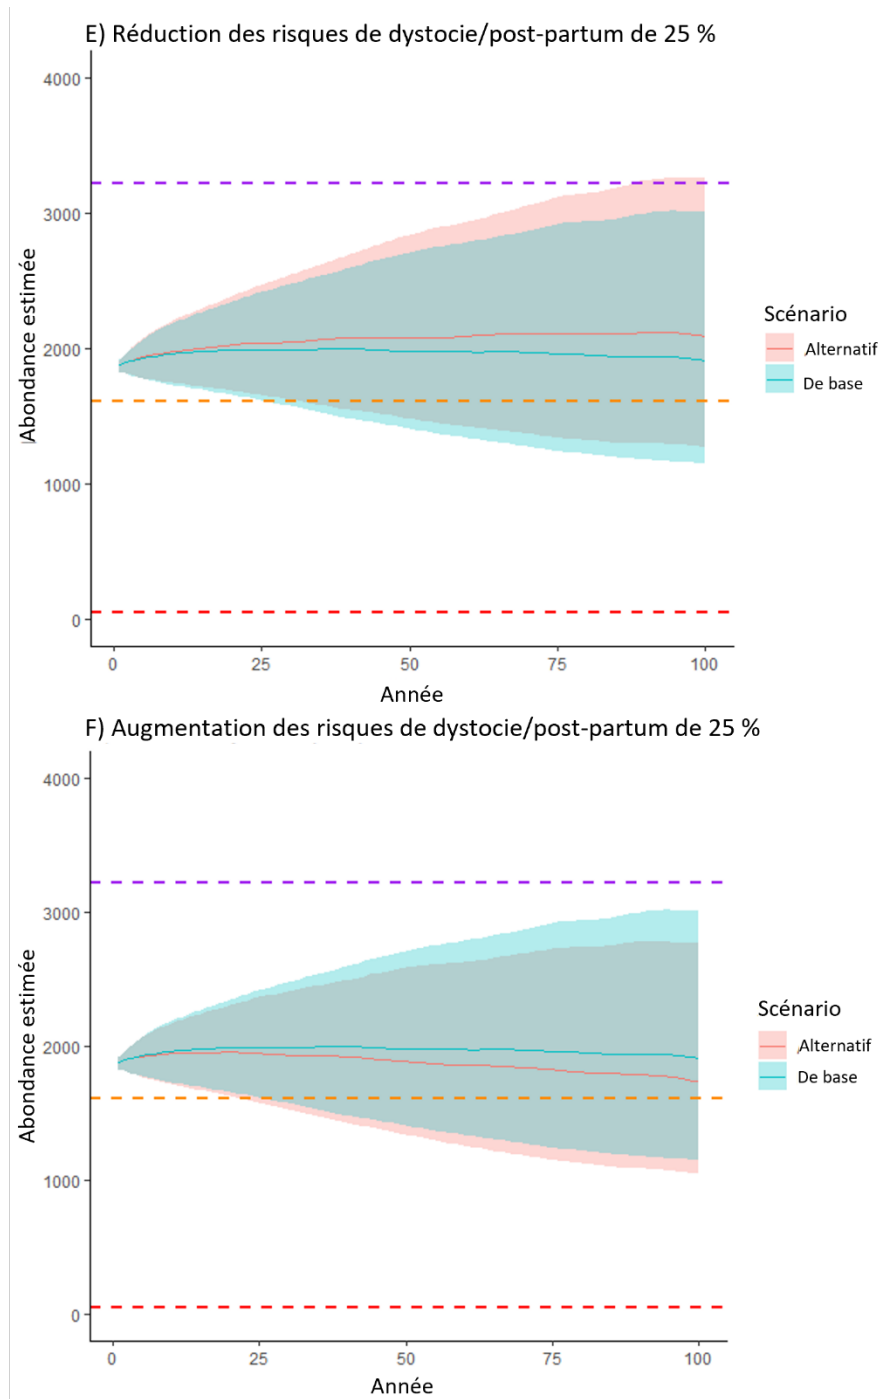 E) Réduction des risques de dystocie/post-partum de 25 %
4000
3000
2000
1000
0
Abondance estimée
0 25 50 75 100
Année
Scénario
Alternatif
De base
F) Augmentation des risques de dystocie/post-partum de 25 %
4000
3000
2000
1000
0
Abondance estimée
0 25 50 75 100
Année
Scénario
Alternatif
De base